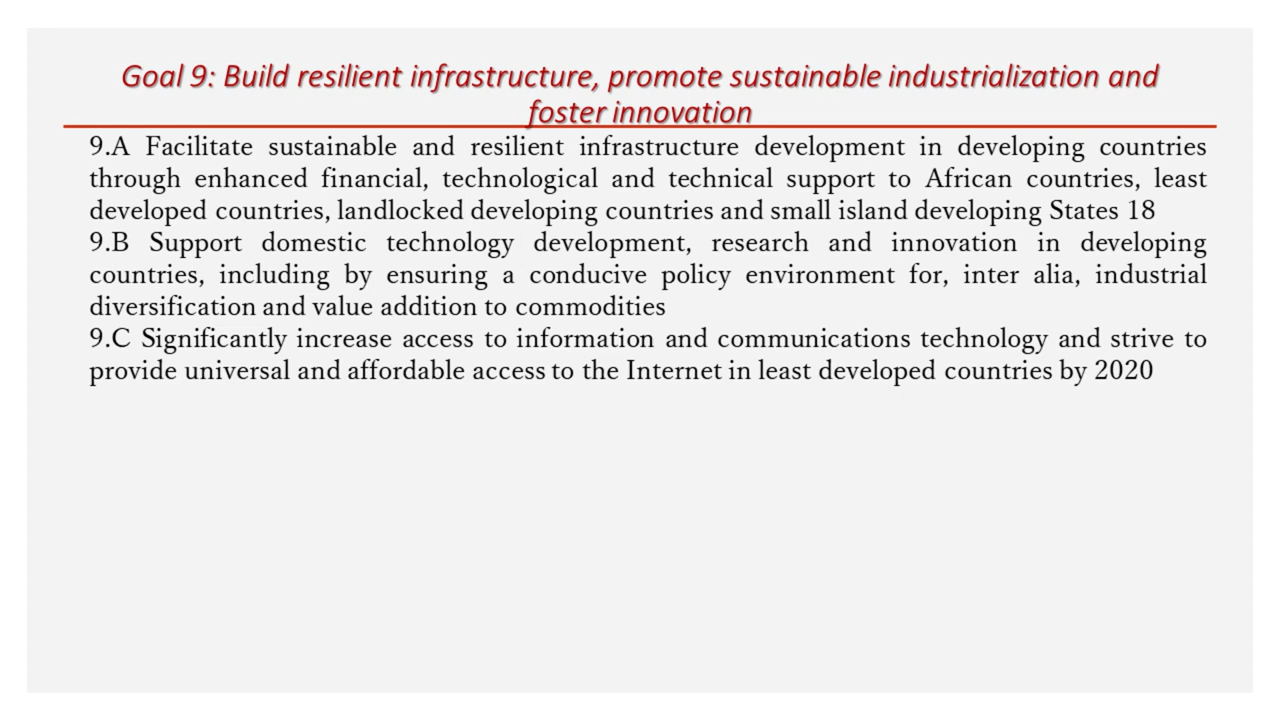 Goal 9: Build resilient infrastructure, promote sustainable industrialization and
foster innovation
9.A Facilitate sustainable and resilient infrastructure development in developing countries
through enhanced financial, technological and technical support to African countries, least
developed countries, landlocked developing countries and small island developing States 18
9.B Support domestic technology development, research and innovation in developing
countries, including by ensuring a conducive policy environment for, inter alia, industrial
diversification and value addition to commodities
9.C Significantly increase access to information and communications technology and strive to
provide universal and affordable access to the Internet in least developed countries by 2020